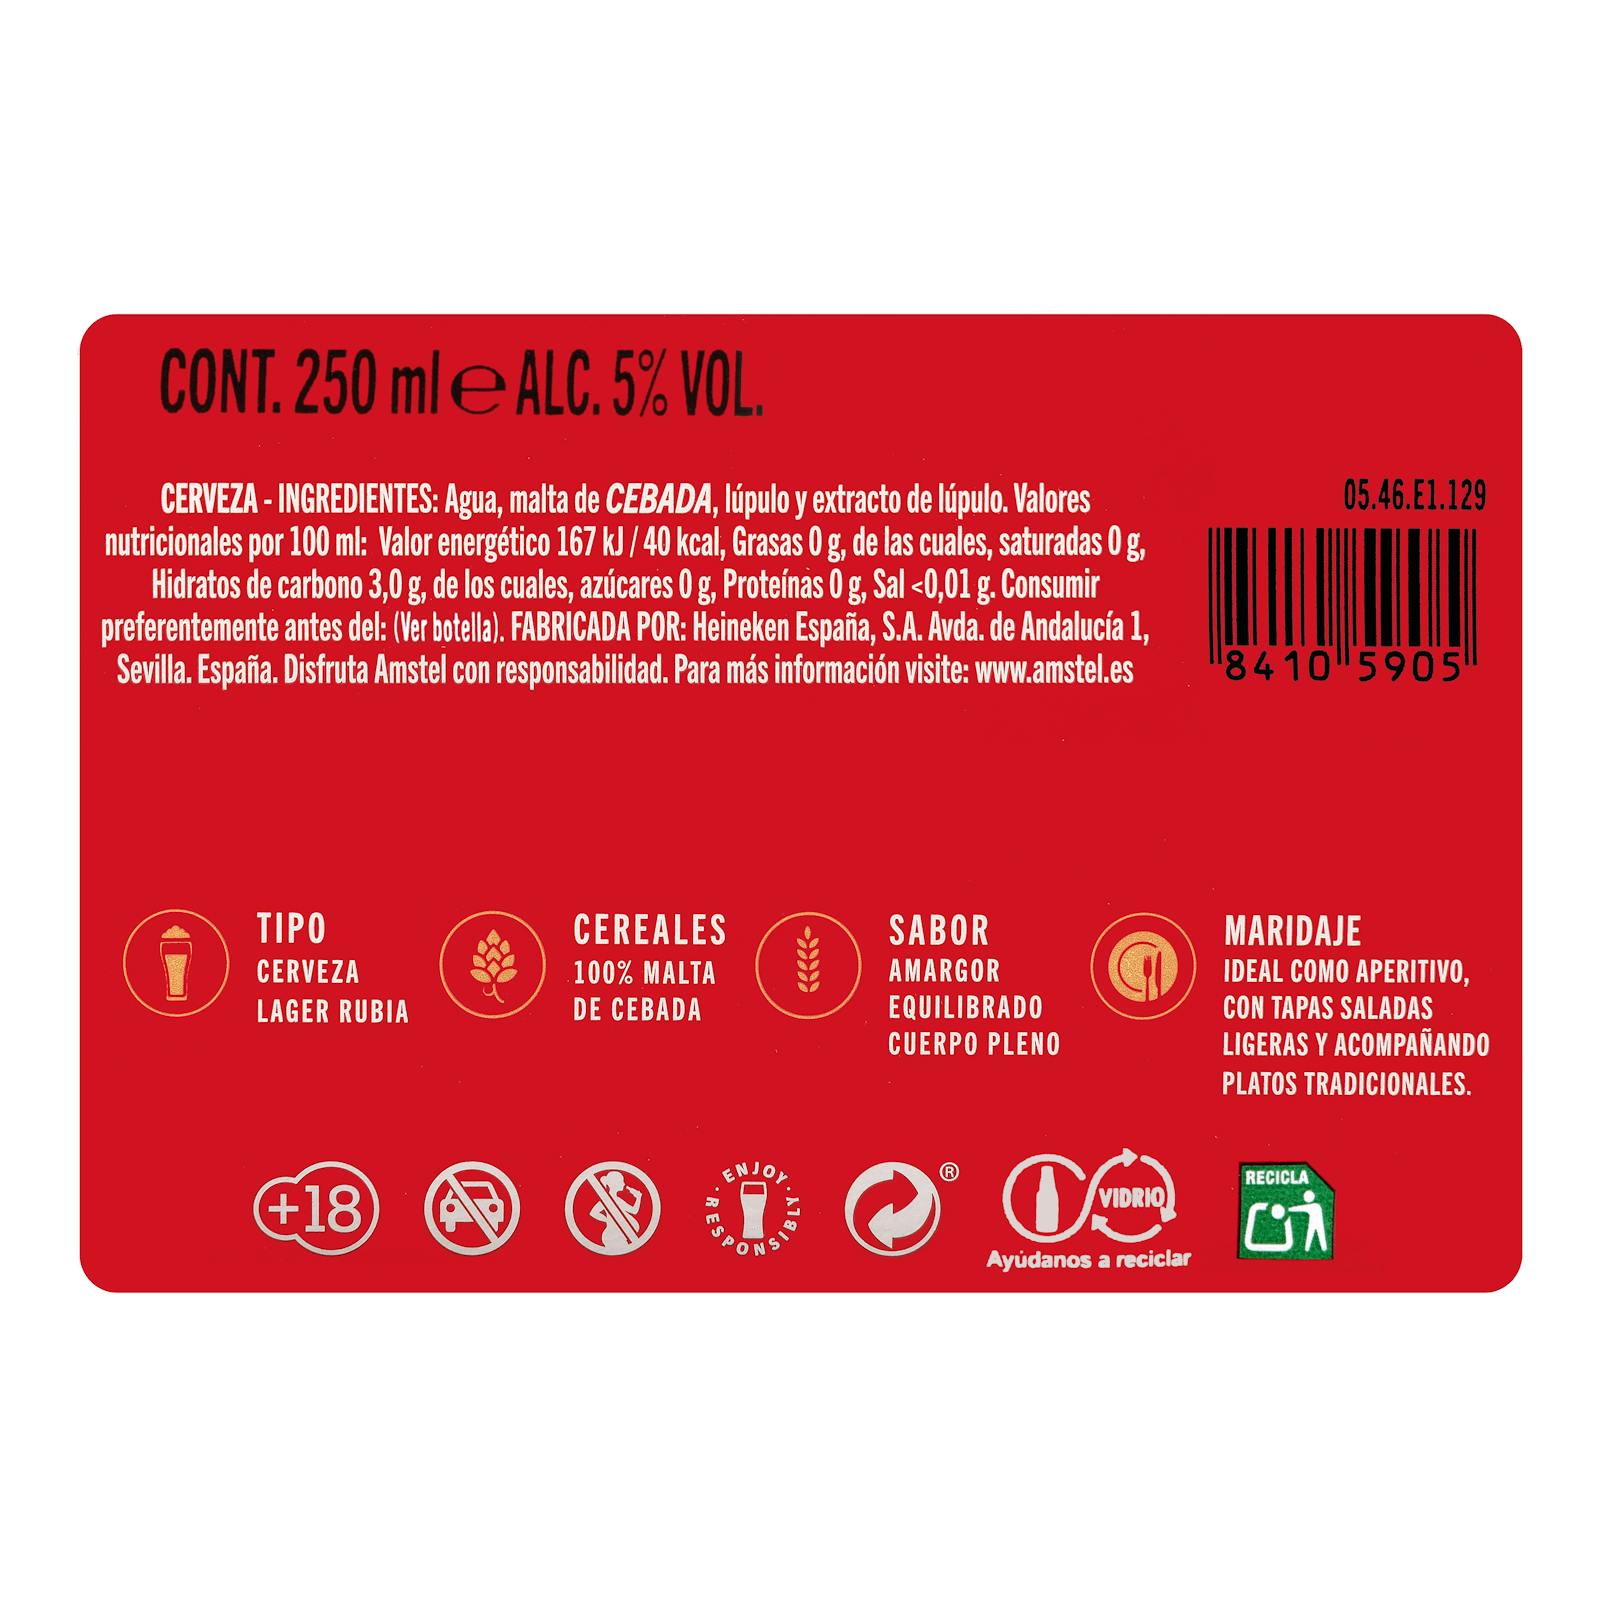 CONT. 250 ml ℮ ALC. 5% VOL.
CERVEZA - INGREDIENTES: Agua, malta de CEBADA, lúpulo y extracto de lúpulo. Valores
nutricionales por 100 ml: Valor energético 167 kJ / 40 kcal, Grasas 0 g, de las cuales, saturadas 0 g,
Hidratos de carbono 3,0 g, de los cuales, azúcares 0 g, Proteínas 0 g, Sal <0,01 g. Consumir
preferentemente antes del: (Ver botella). FABRICADA POR: Heineken España, S.A. Avda. de Andalucía 1,
Sevilla. España. Disfruta Amstel con responsabilidad. Para más información visite: www.amstel.es
05.46.E1.129
8410 5905
TIPO
CERVEZA
LAGER RUBIA
CEREALES
100% MALTA
DE CEBADA
SABOR
AMARGOR
EQUILIBRADO
CUERPO PLENO
MARIDAJE
IDEAL COMO APERITIVO,
CON TAPAS SALADAS
LIGERAS Y ACOMPAÑANDO
PLATOS TRADICIONALES.
+18
ENJOY
RESPONSIBLY
®
VIDRIO
Ayúdanos a reciclar
RECICLA